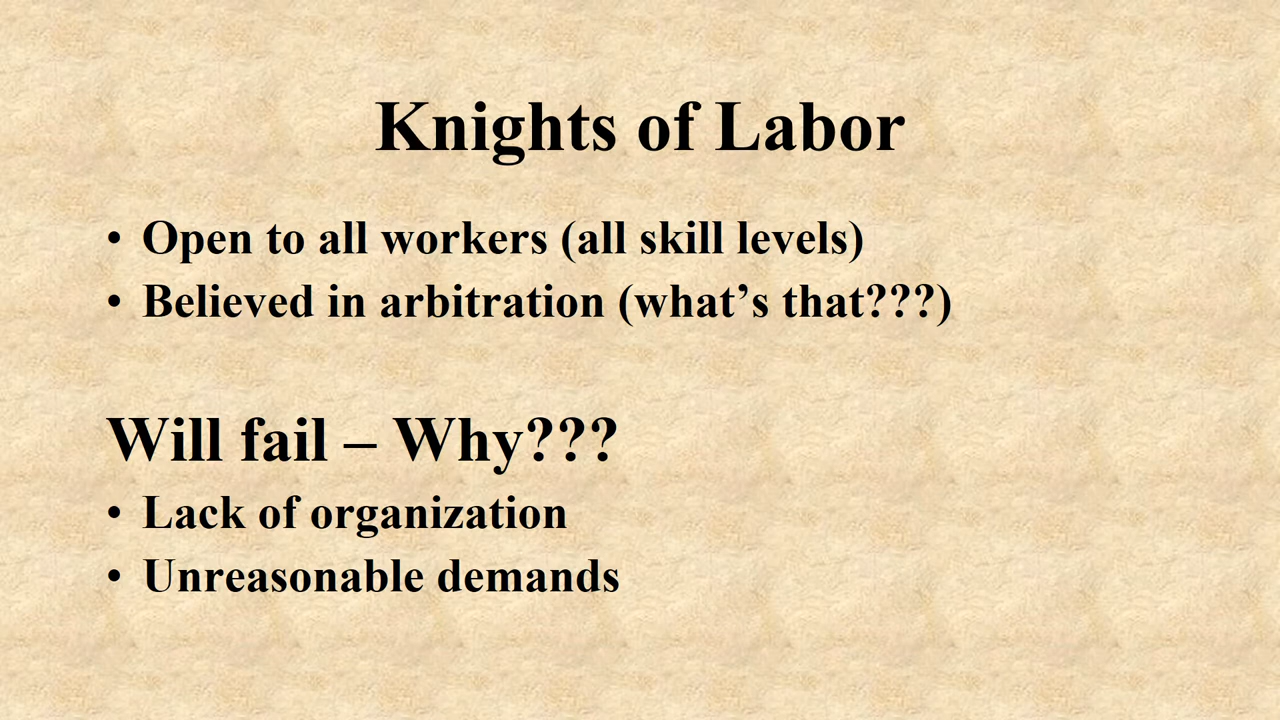 Knights of Labor
• Open to all workers (all skill levels)
• Believed in arbitration (what’s that???)
Will fail – Why???
• Lack of organization
• Unreasonable demands